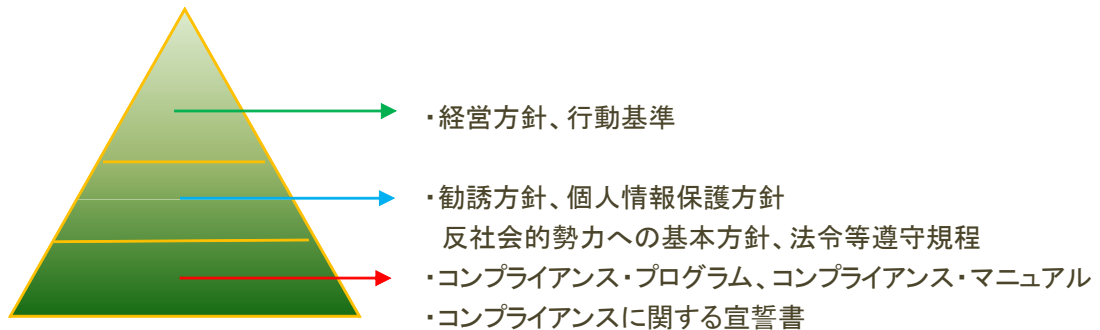 ・経営方針、行動基準
・勧誘方針、個人情報保護方針
反社会的勢力への基本方針、法令等遵守規程
・コンプライアンス・プログラム、コンプライアンス・マニュアル
・コンプライアンスに関する宣誓書